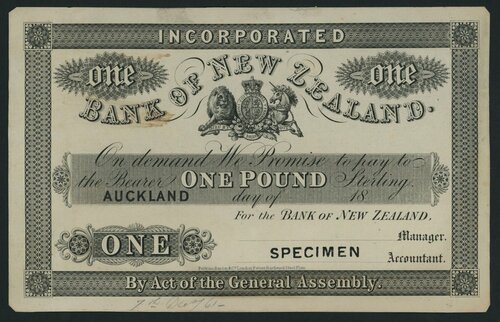 INCORPORATED
one one
BANK OF NEW ZEALAND.
On demand We Promise to pay to
the Bearer ONE POUND Sterling.
AUCKLAND day of 18
For the BANK OF NEW ZEALAND.
ONE Manager.
SPECIMEN Accountant.
By Act of the General Assembly.